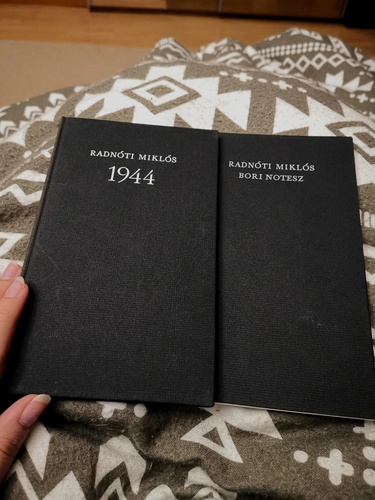 RADNÓTI MIKLÓS
1944
RADNÓTI MIKLÓS
BORI NOTESZ